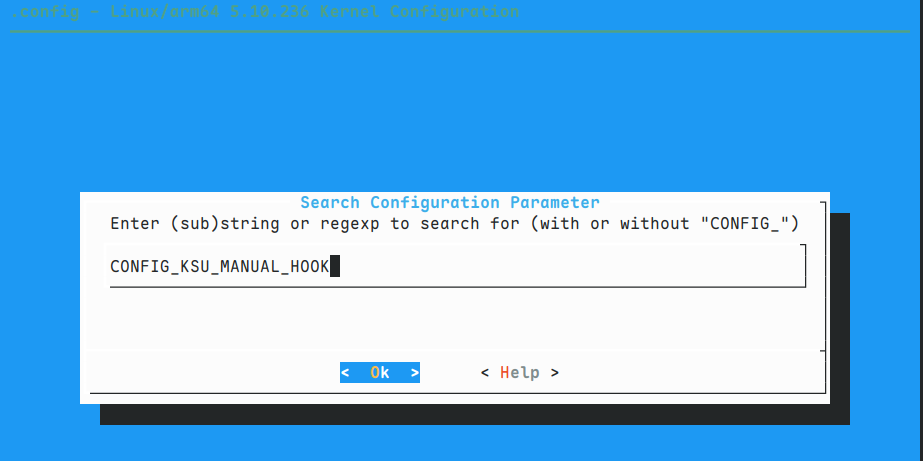 .config - Linux/arm64 5.10.236 Kernel Configuration
Search Configuration Parameter
Enter (sub)string or regexp to search for (with or without "CONFIG_")
CONFIG_KSU_MANUAL_HOOK
< Ok > < Help >